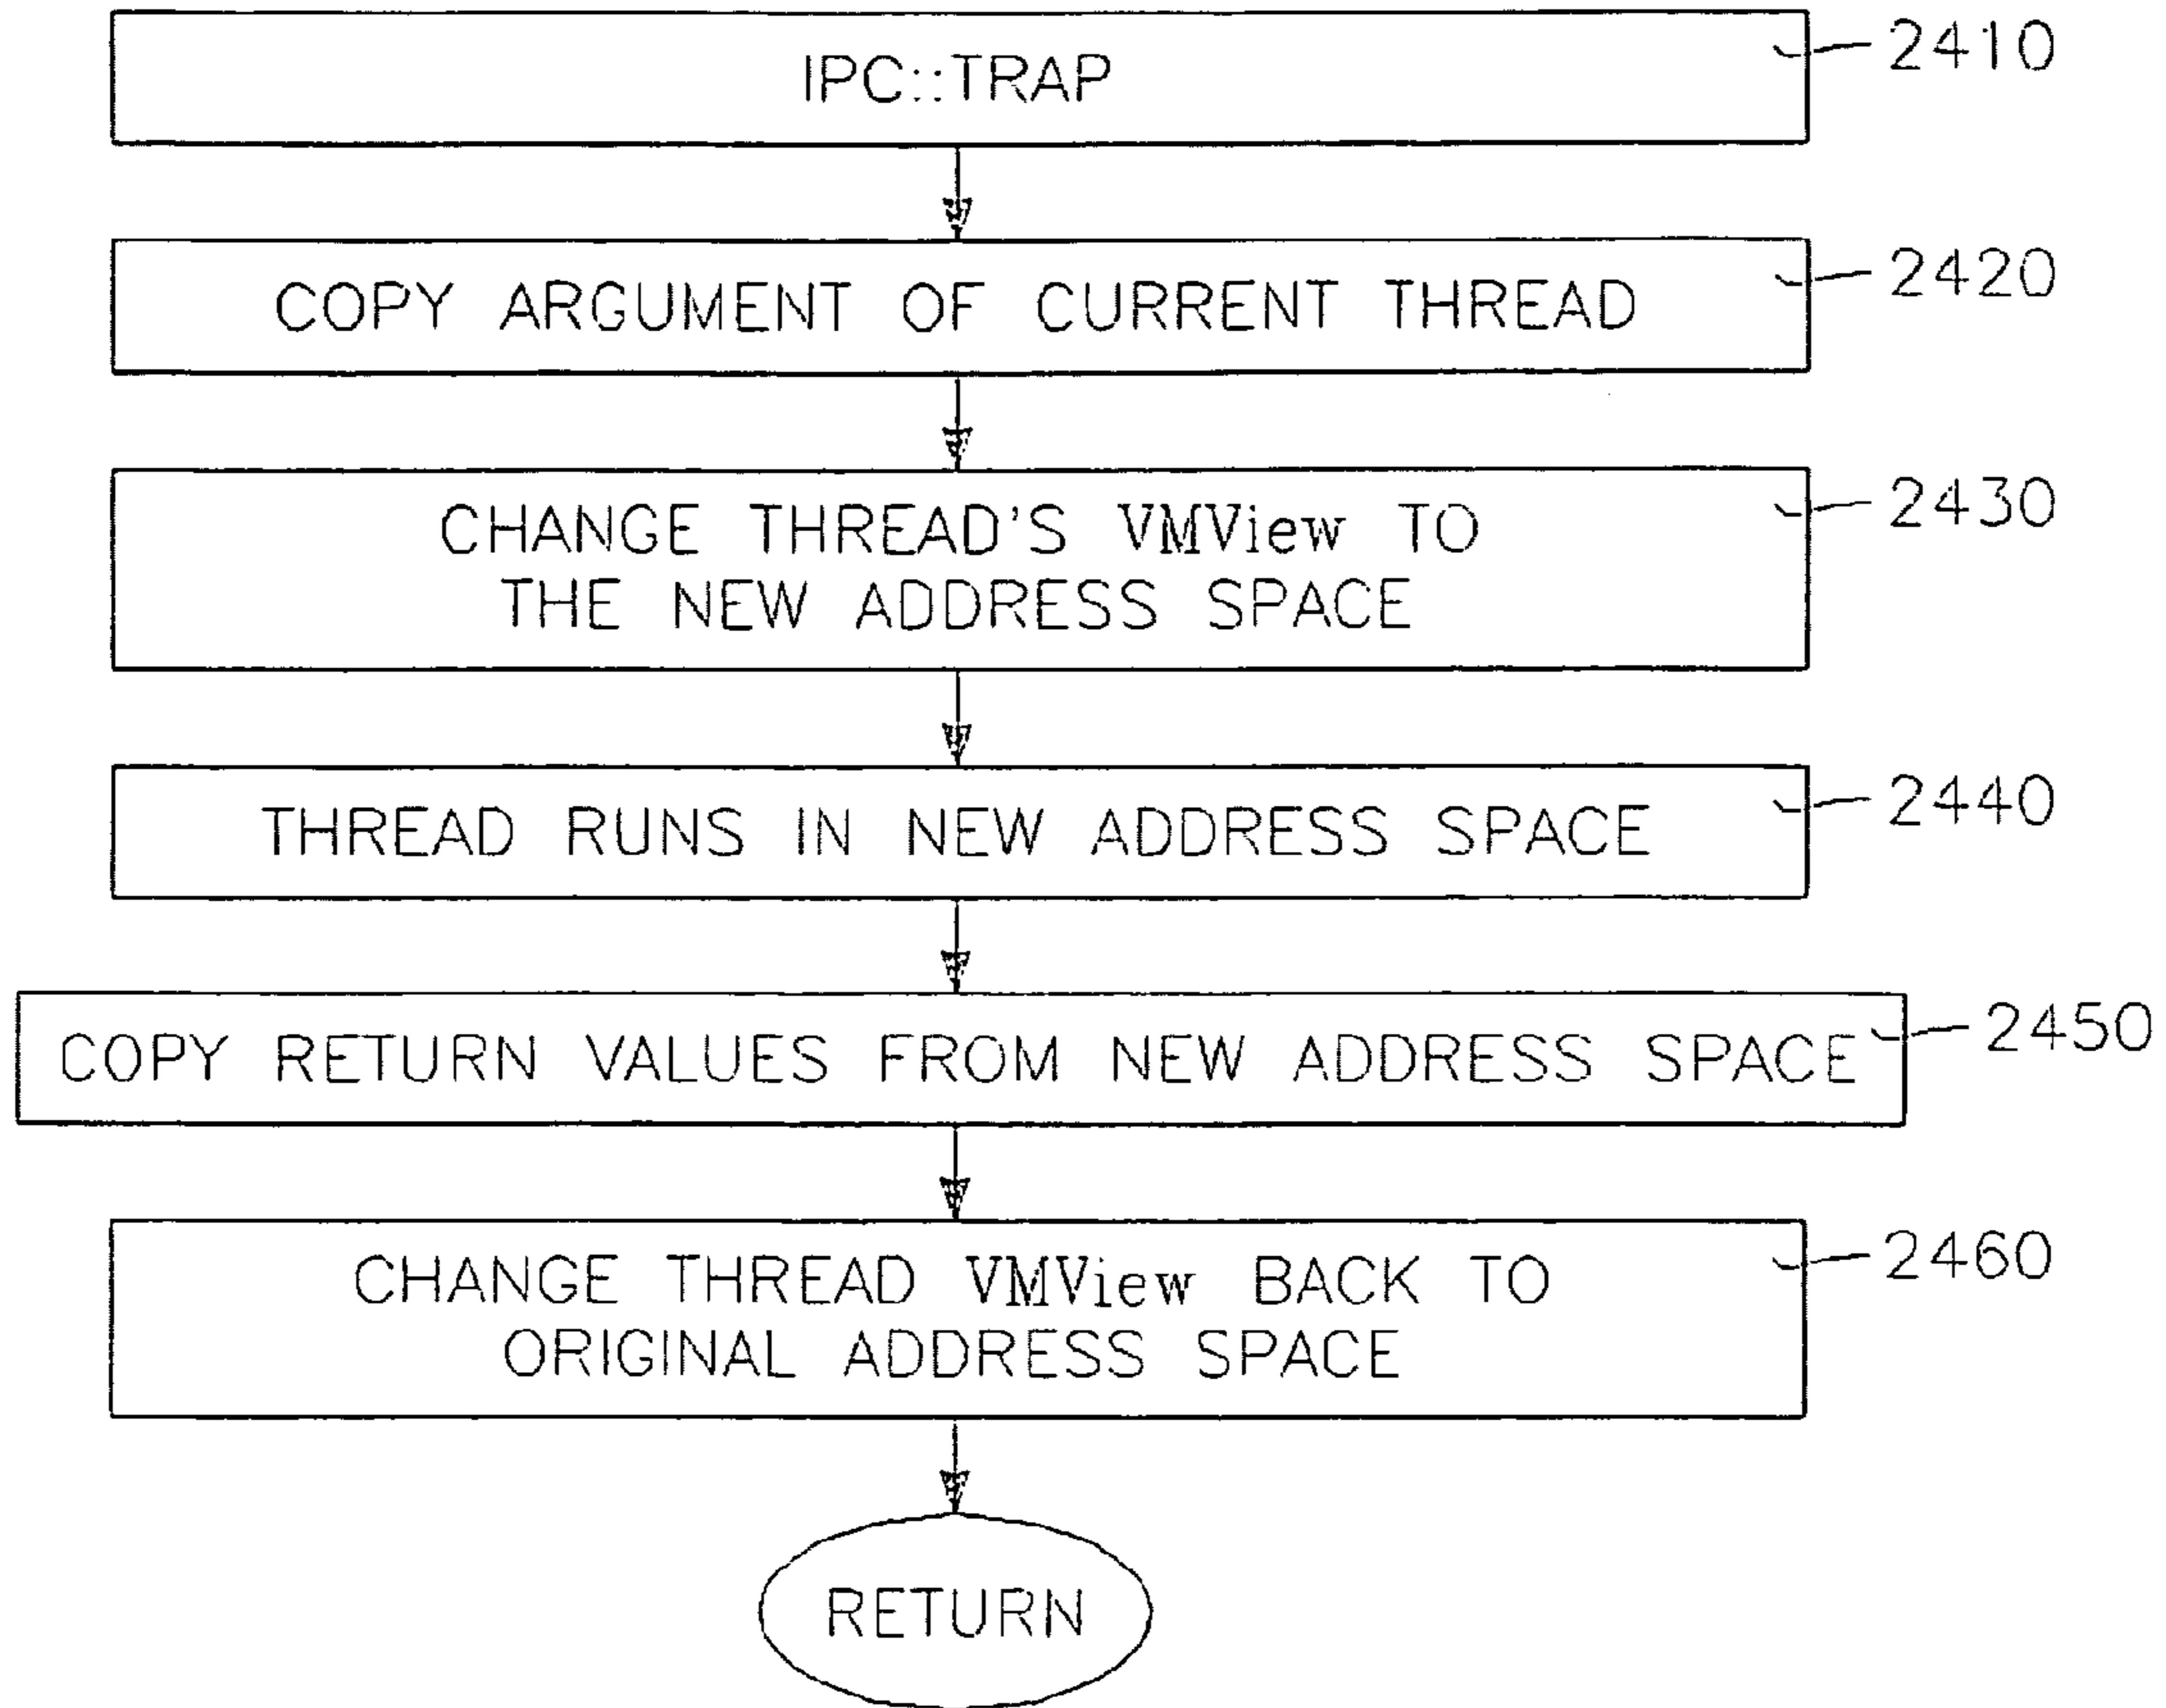 IPC::TRAP
2410
COPY ARGUMENT OF CURRENT THREAD
2420
CHANGE THREAD'S VMView TO
THE NEW ADDRESS SPACE
2430
THREAD RUNS IN NEW ADDRESS SPACE
2440
COPY RETURN VALUES FROM NEW ADDRESS SPACE
2450
CHANGE THREAD VMView BACK TO
ORIGINAL ADDRESS SPACE
2460
RETURN